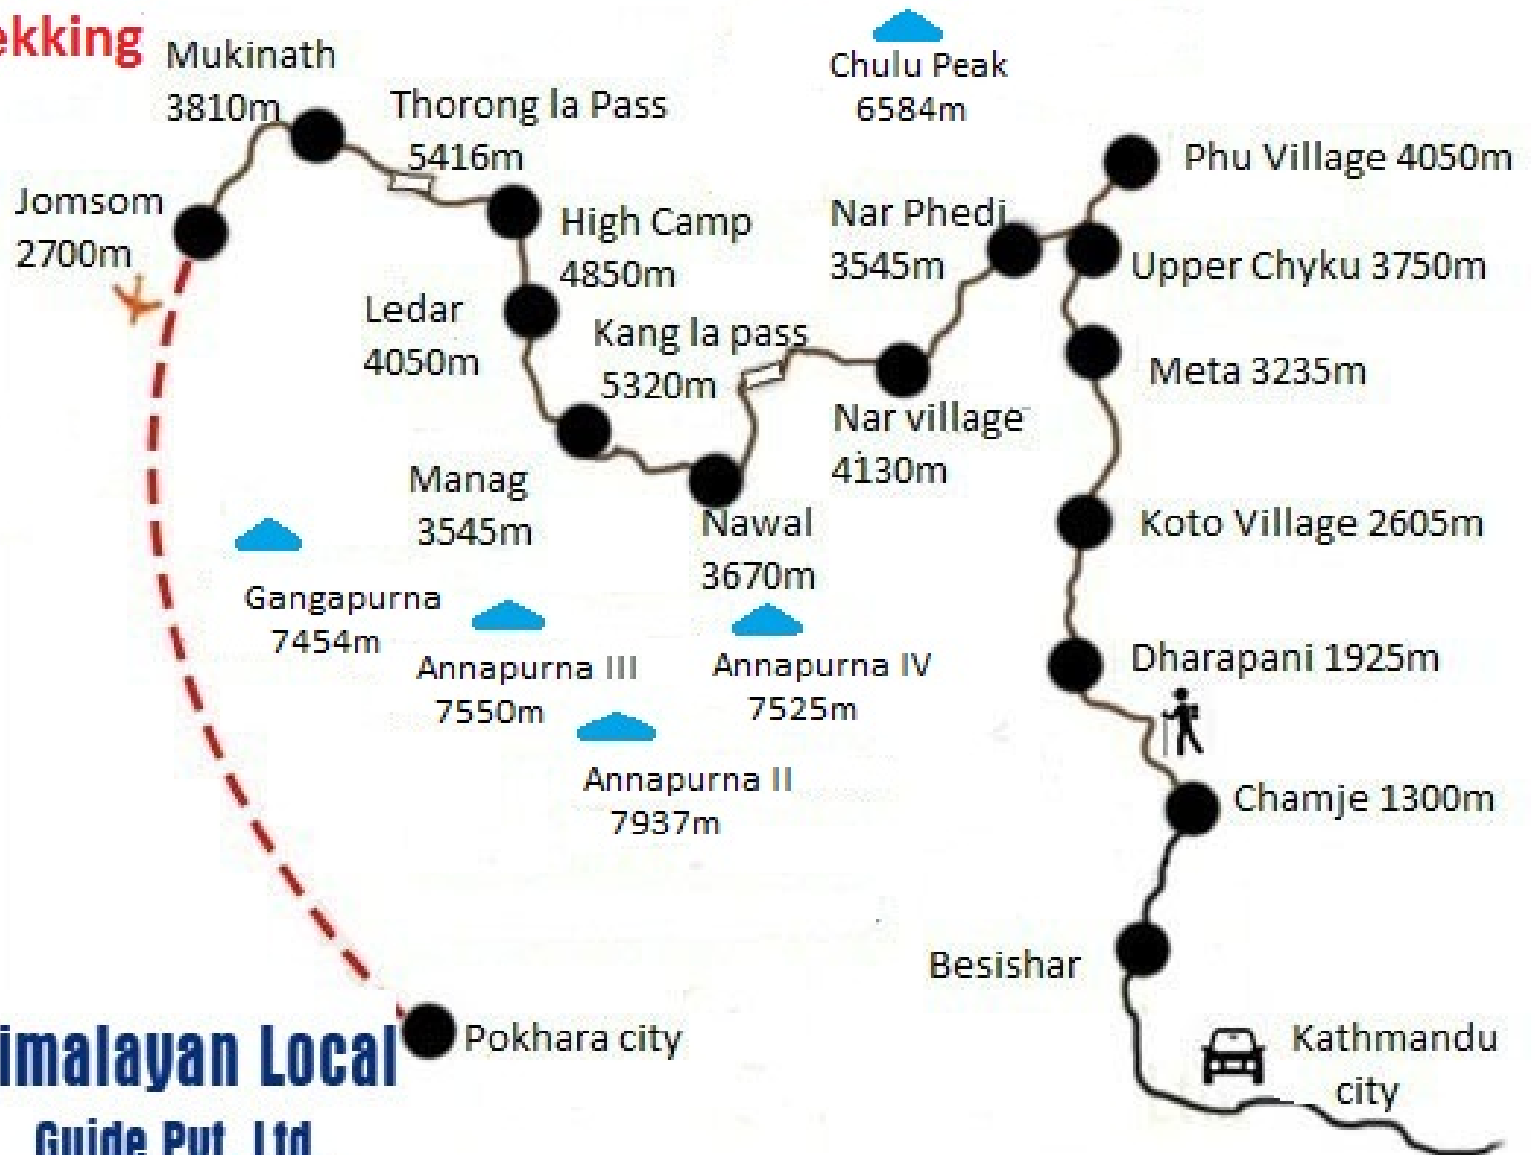 ekking
Mukinath
3810m
Thorong la Pass
5416m
Chulu Peak
6584m
Phu Village 4050m
Jomsom
2700m
High Camp
4850m
Nar Phedi
3545m
Upper Chyku 3750m
Ledar
4050m
Kang la pass
5320m
Meta 3235m
Nar village
4130m
Manag
3545m
Nawal
3670m
Koto Village 2605m
Gangapurna
7454m
Annapurna III
7550m
Annapurna IV
7525m
Dharapani 1925m
Annapurna II
7937m
Chamje 1300m
Besishar
Pokhara city
Kathmandu
city
imalayan Local
Guide Pvt. Ltd